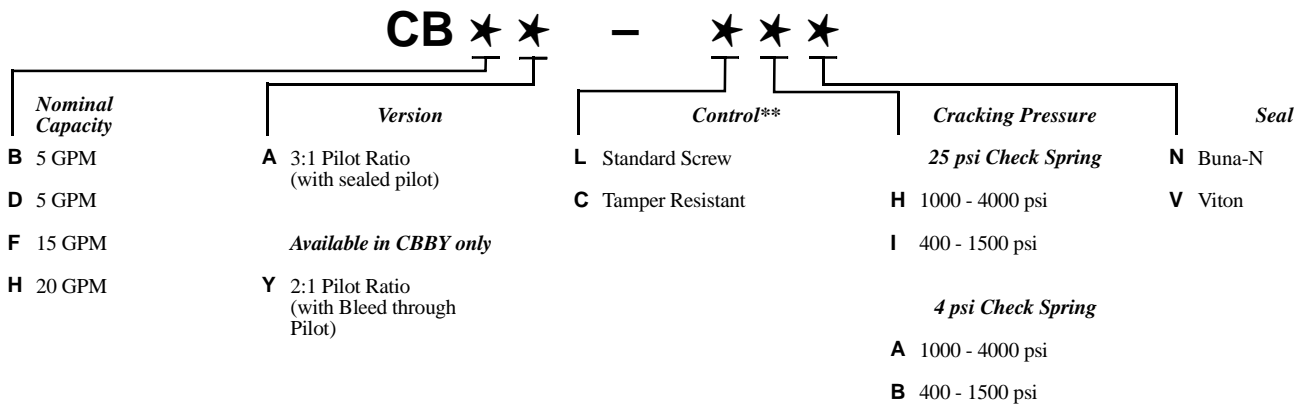 CB ★ ★ – ★ ★ ★
Nominal
Capacity
B 5 GPM
D 5 GPM
F 15 GPM
H 20 GPM
Version
A 3:1 Pilot Ratio
(with sealed pilot)
Available in CBBY only
Y 2:1 Pilot Ratio
(with Bleed through
Pilot)
Control**
L Standard Screw
C Tamper Resistant
Cracking Pressure
25 psi Check Spring
H 1000 - 4000 psi
I 400 - 1500 psi
4 psi Check Spring
A 1000 - 4000 psi
B 400 - 1500 psi
Seal
N Buna-N
V Viton